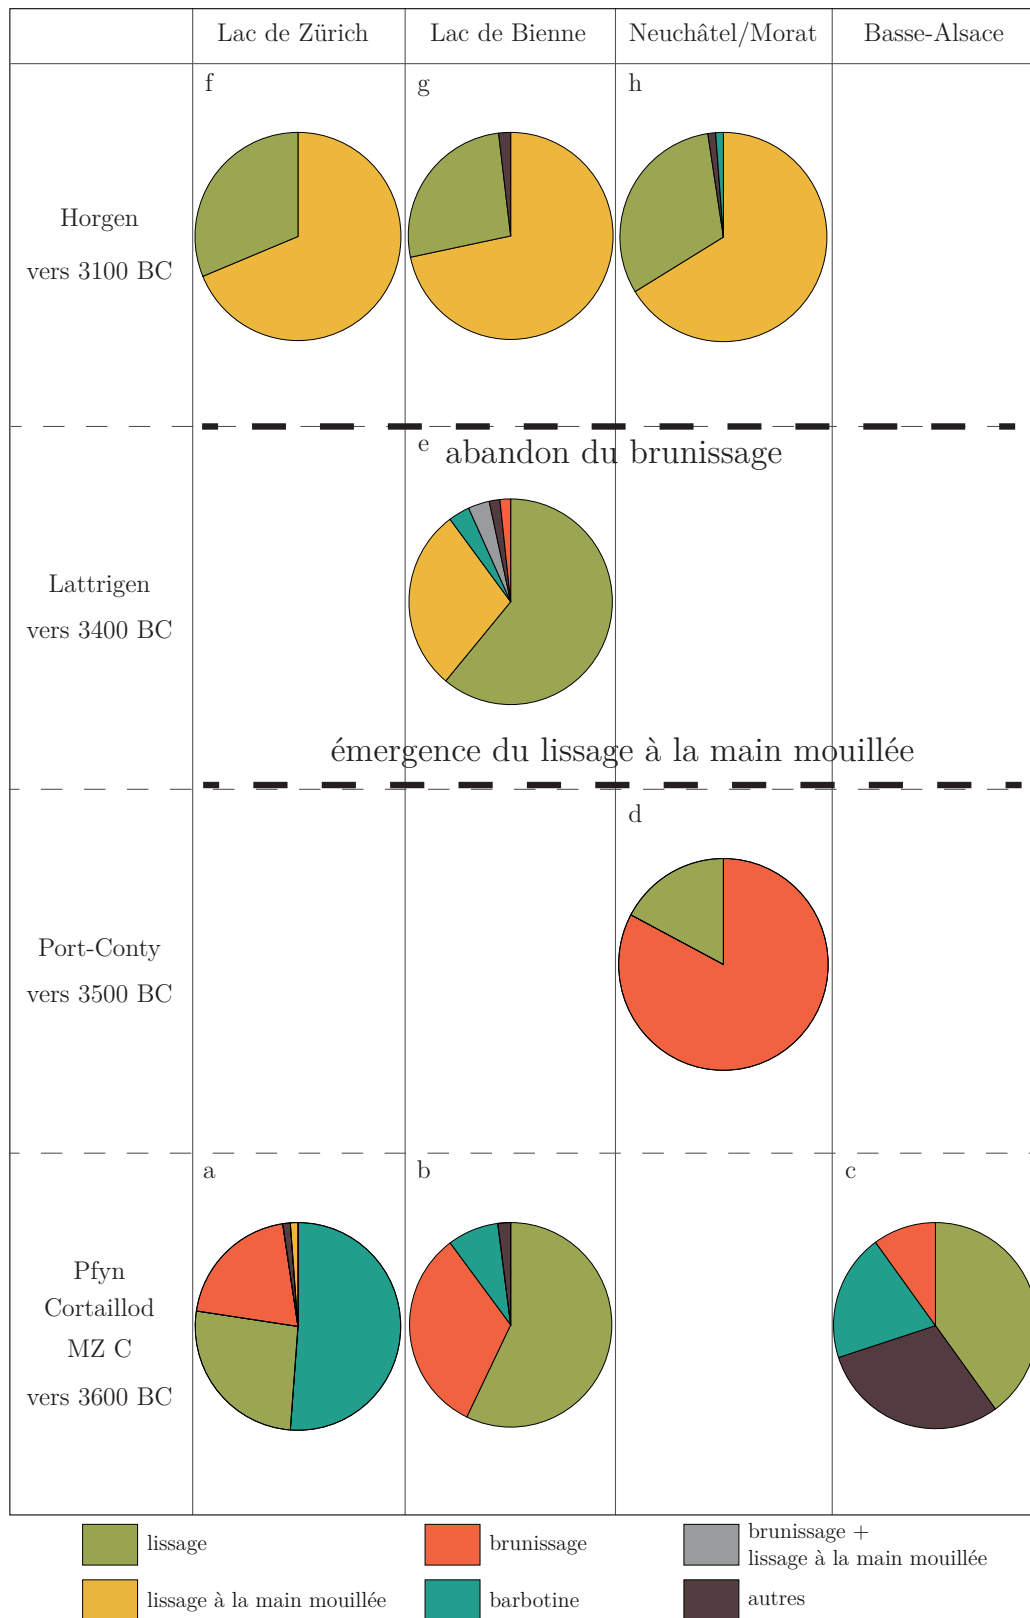 Lac de Zürich
Lac de Bienne
Neuchâtel/Morat
Basse-Alsace
f
g
h
Horgen
vers 3100 BC
e
abandon du brunissage
Lattrigen
vers 3400 BC
émergence du lissage à la main mouillée
d
Port-Conty
vers 3500 BC
a
b
c
Pfyn
Cortaillod
MZ C
vers 3600 BC
lissage
brunissage
brunissage +
lissage à la main mouillée
lissage à la main mouillée
barbotine
autres